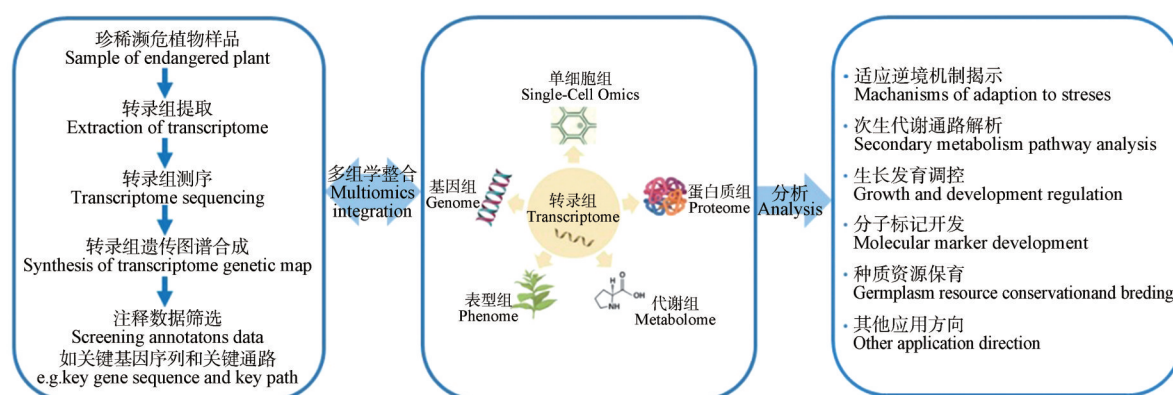 珍稀濒危植物样品
Sample of endangered plant
转录组提取
Extraction of transcriptome
转录组测序
Transcriptome sequencing
转录组遗传图谱合成
Synthesis of transcriptome genetic map
注释数据筛选
Screening annotatons data
如关键基因序列和关键通路
e.g.key gene sequence and key path
多组学整合
Multiomics
integration
单细胞组
Single-Cell Omics
基因组
Genome
转录组
Transcriptome
蛋白质组
Proteome
表型组
Phenome
代谢组
Metabolome
H
O
OH
NH
分析
Analysis
·适应逆境机制揭示
Machanisms of adaption to streses
·次生代谢通路解析
Secondary metabolism pathway analysis
·生长发育调控
Growth and development regulation
·分子标记开发
Molecular marker development
·种质资源保育
Germplasm resource conservationand breding
·其他应用方向
Other application direction